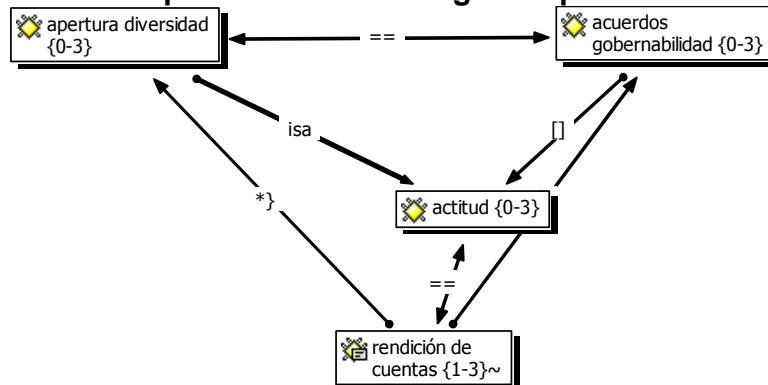 apertura diversidad
{0-3}
==
acuerdos
gobernabilidad {0-3}
isa
[]
*}
actitud {0-3}
==
rendición de
cuentas {1-3}~